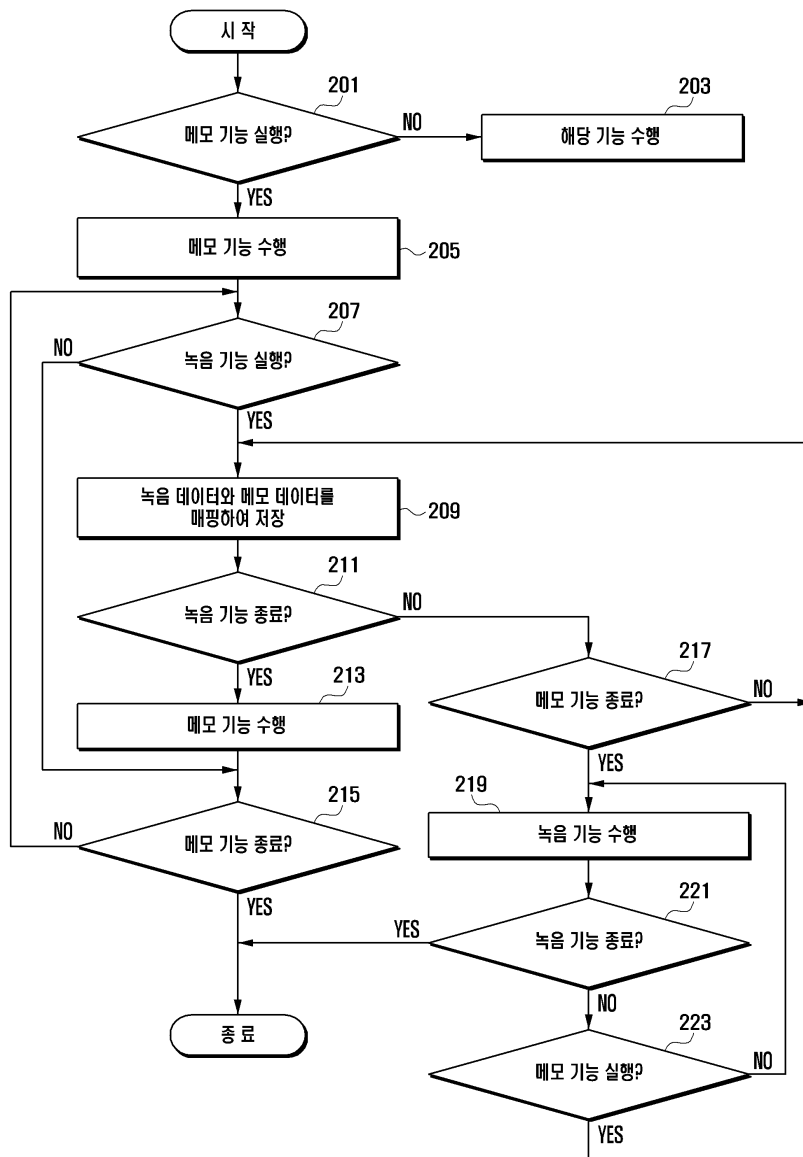 시 작
201
메모 기능 실행?
NO
203
해당 기능 수행
YES
메모 기능 수행
205
207
녹음 기능 실행?
NO
YES
녹음 데이터와 메모 데이터를
매핑하여 저장
209
211
녹음 기능 종료?
NO
YES
213
메모 기능 수행
217
메모 기능 종료?
NO
YES
215
메모 기능 종료?
NO
YES
219
녹음 기능 수행
221
녹음 기능 종료?
YES
NO
종 료
223
메모 기능 실행?
NO
YES